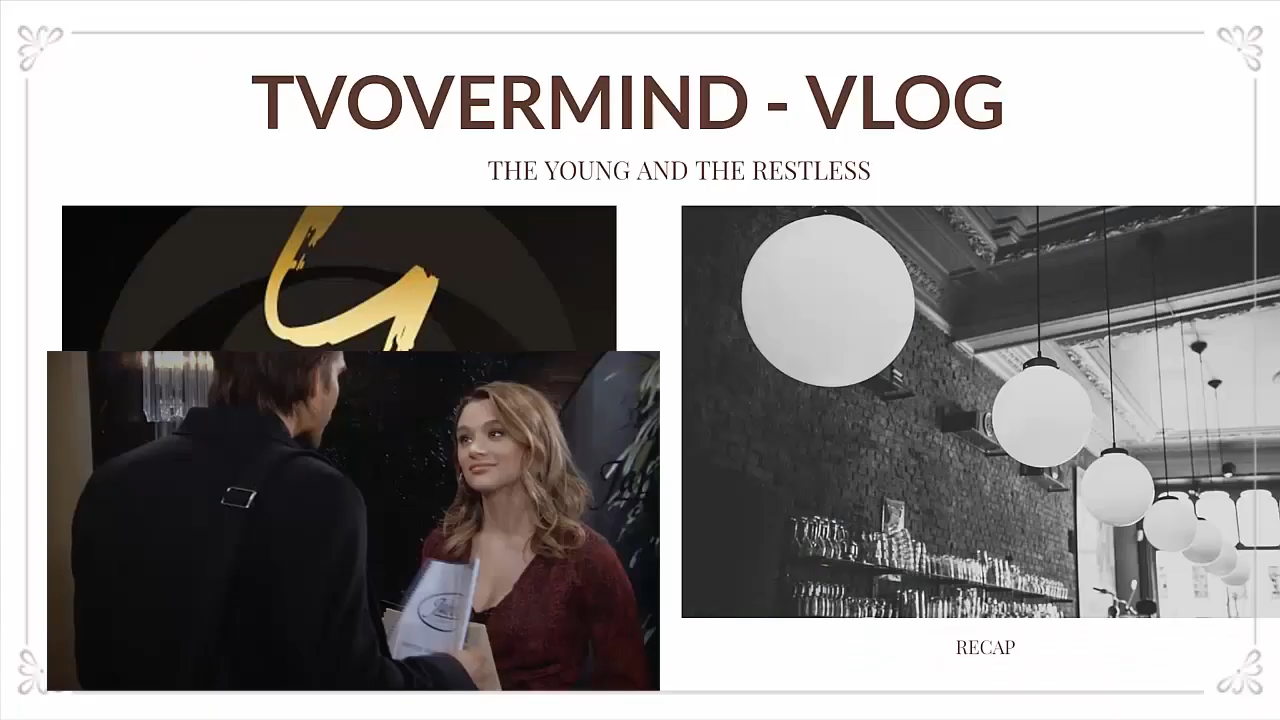 TVOVERMIND - VLOG
THE YOUNG AND THE RESTLESS
RECAP